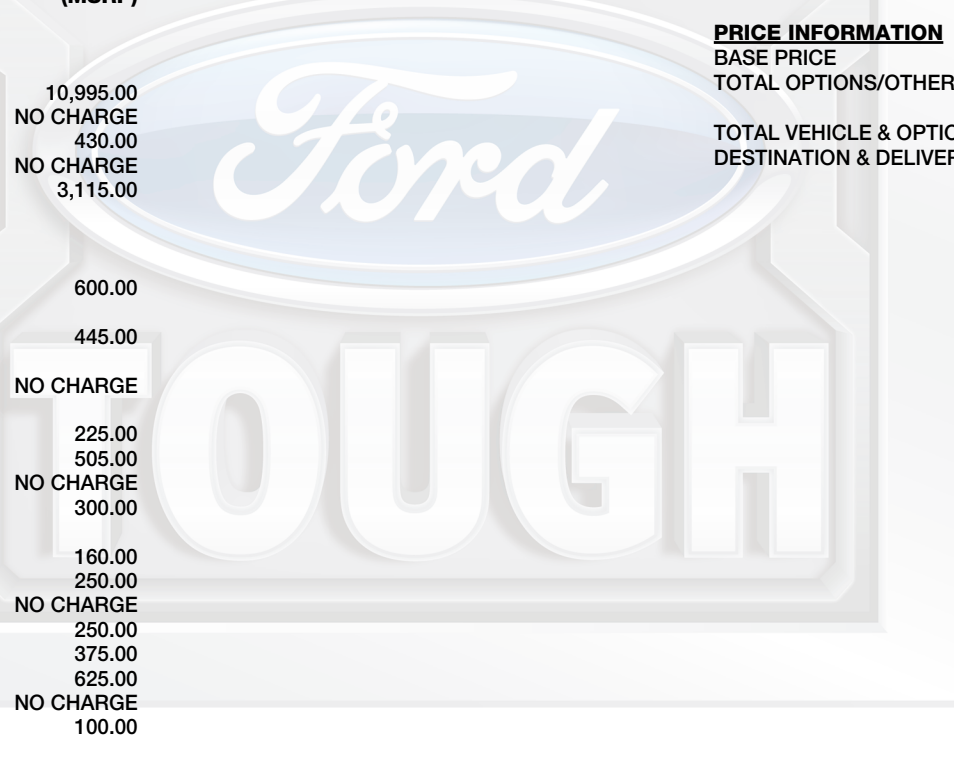 (MSRP)
10,995.00
NO CHARGE
430.00
NO CHARGE
3,115.00
600.00
445.00
NO CHARGE
225.00
505.00
NO CHARGE
300.00
160.00
250.00
NO CHARGE
250.00
375.00
625.00
NO CHARGE
100.00
PRICE INFORMATION
BASE PRICE
TOTAL OPTIONS/OTHER
TOTAL VEHICLE & OPTIO
DESTINATION & DELIVER
Ford
TOUGH